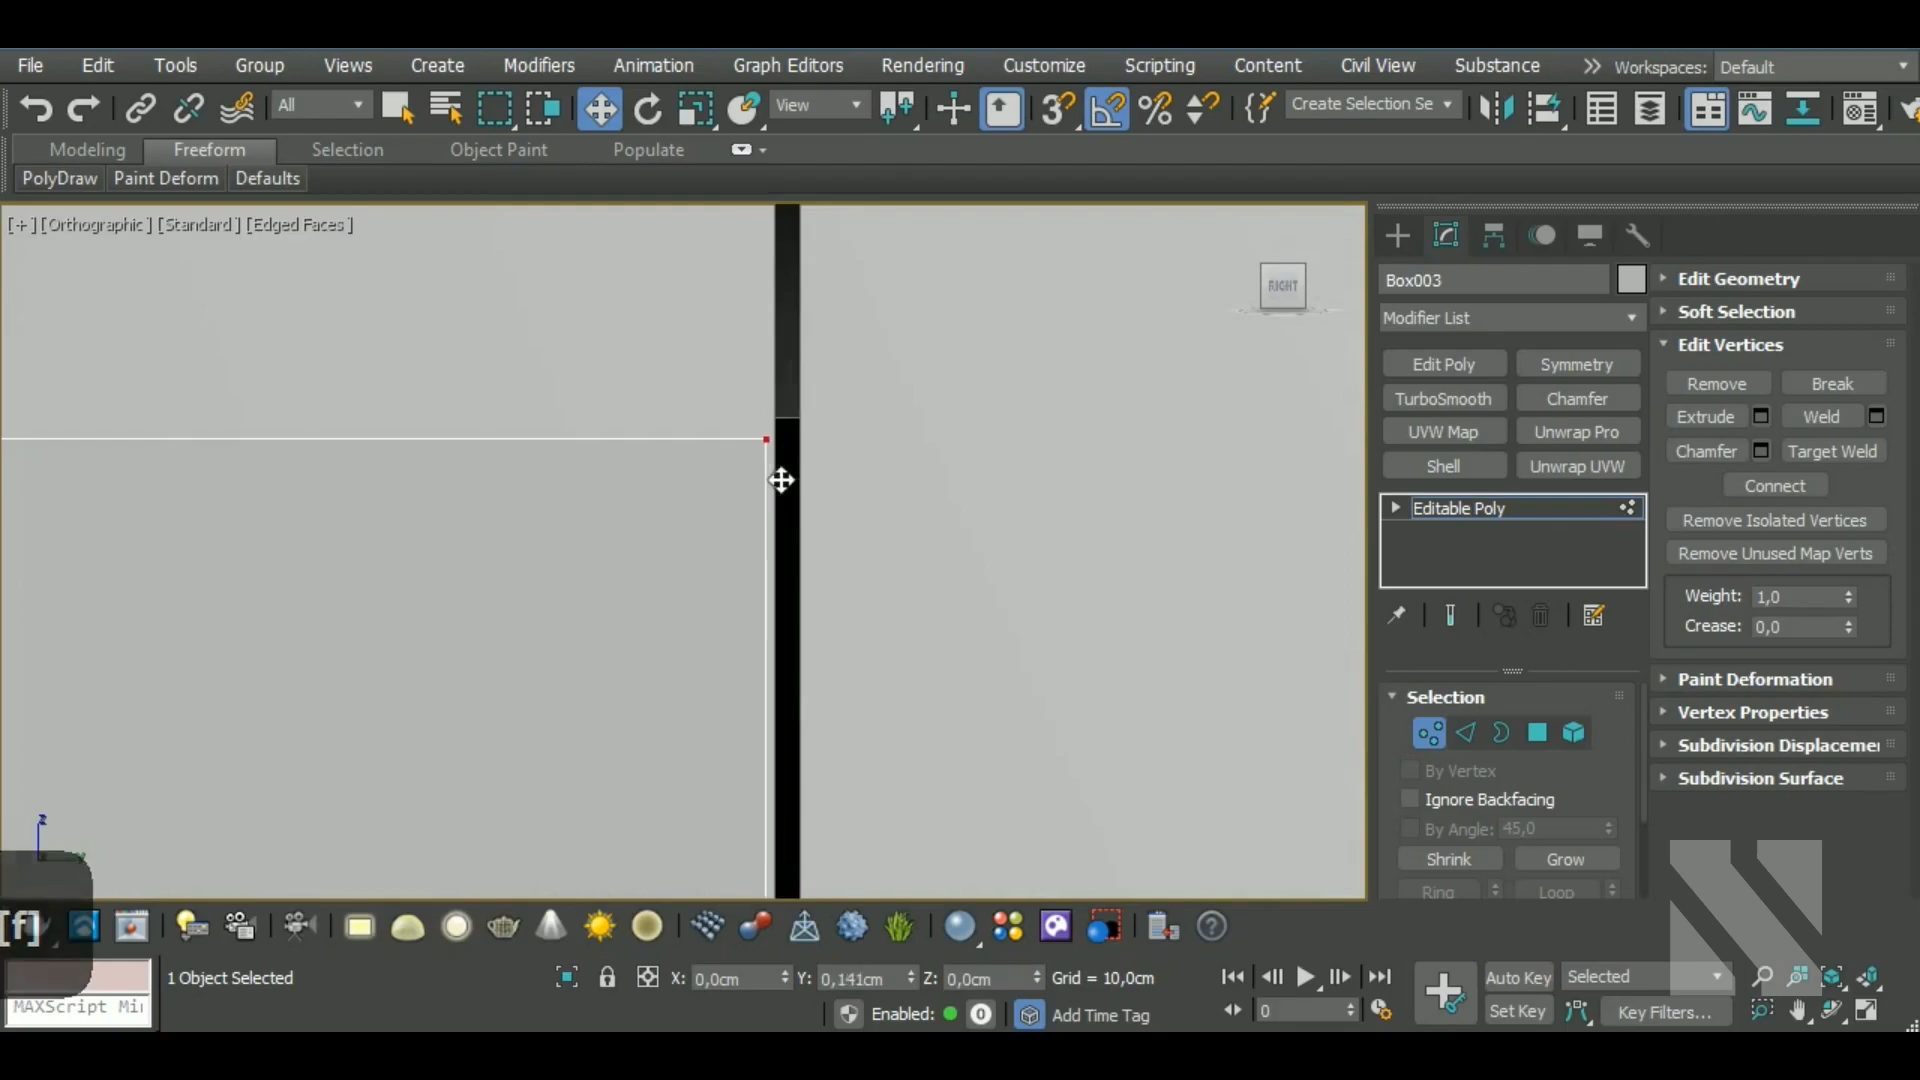 File Edit Tools Group Views Create Modifiers Animation Graph Editors Rendering Customize Scripting Content Civil View Substance Workspaces: Default
All View Create Selection Se
Modeling Freeform Selection Object Paint Populate
PolyDraw Paint Deform Defaults
[+] [Orthographic] [Standard] [Edged Faces]
RIGHT
Box003
Modifier List
Edit Poly Symmetry
TurboSmooth Chamfer
UVW Map Unwrap Pro
Shell Unwrap UVW
Editable Poly
Selection
By Vertex
Ignore Backfacing
By Angle: 45,0
Shrink Grow
Ring Loop
Edit Geometry
Soft Selection
Edit Vertices
Remove Break
Extrude Weld
Chamfer Target Weld
Connect
Remove Isolated Vertices
Remove Unused Map Verts
Weight: 1,0
Crease: 0,0
Paint Deformation
Vertex Properties
Subdivision Displaceme
Subdivision Surface
z
[f]
1 Object Selected X: 0,0cm Y: 0,141cm Z: 0,0cm Grid = 10,0cm Auto Key Selected
MAXScript Mi Enabled: 0 Add Time Tag 0 Set Key Key Filters...